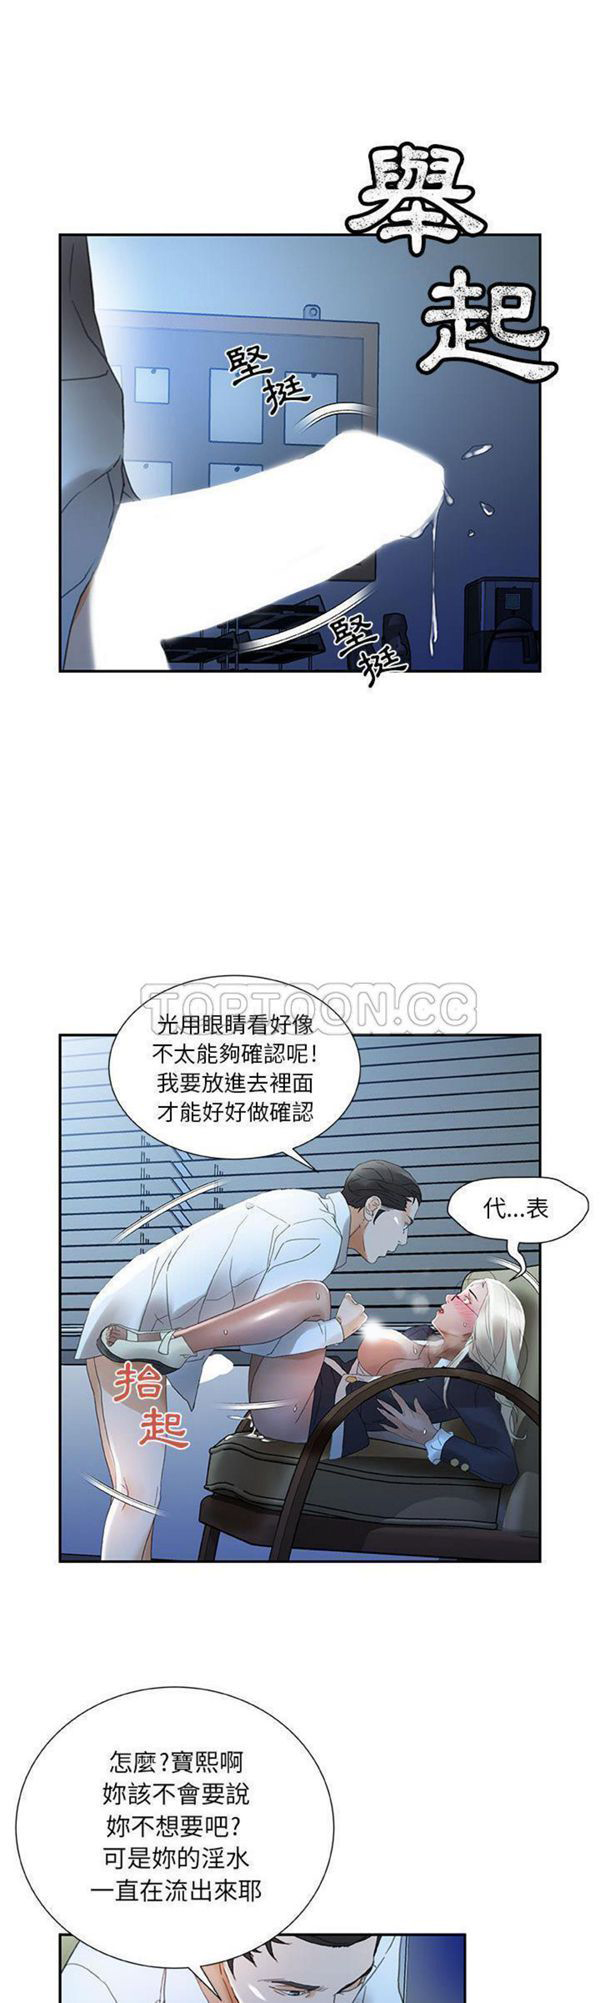 舉
起
堅
挺
堅
挺
TOPTOON.CC
光用眼睛看好像
不太能夠確認呢!
我要放進去裡面
才能好好做確認
代...表
抬
起
怎麼?寶熙啊
妳該不會要說
妳不想要吧?
可是妳的淫水
一直在流出來耶